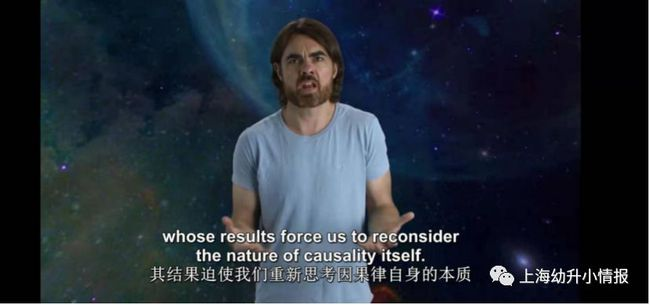 whose results force us to reconsider
the nature of causality itself.
其结果迫使我们重新思考因果律自身的本质
上海幼升小情报